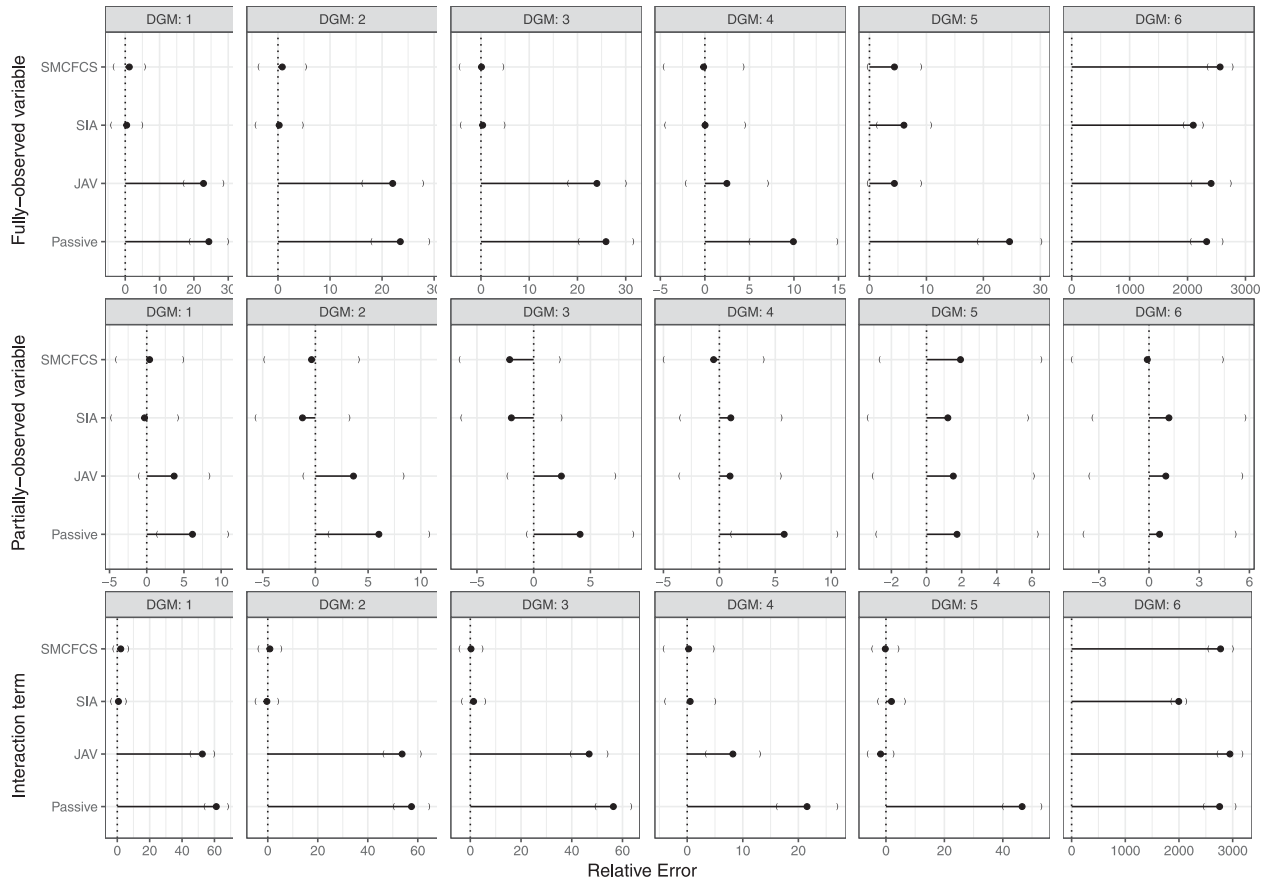 DGM: 1 DGM: 2 DGM: 3 DGM: 4 DGM: 5 DGM: 6
Fully−observed variable
SMCFCS
SIA
JAV
Passive
0 10 20 30 0 10 20 30 0 10 20 30 −5 0 5 10 15 0 10 20 30 0 1000 2000 3000
DGM: 1 DGM: 2 DGM: 3 DGM: 4 DGM: 5 DGM: 6
Partially−observed variable
SMCFCS
SIA
JAV
Passive
−5 0 5 10 −5 0 5 10 −5 0 5 −5 0 5 10 −2 0 2 4 6 −3 0 3 6
DGM: 1 DGM: 2 DGM: 3 DGM: 4 DGM: 5 DGM: 6
Interaction term
SMCFCS
SIA
JAV
Passive
0 20 40 60 0 20 40 60 0 20 40 60 0 10 20 0 20 40 0 1000 2000 3000
Relative Error